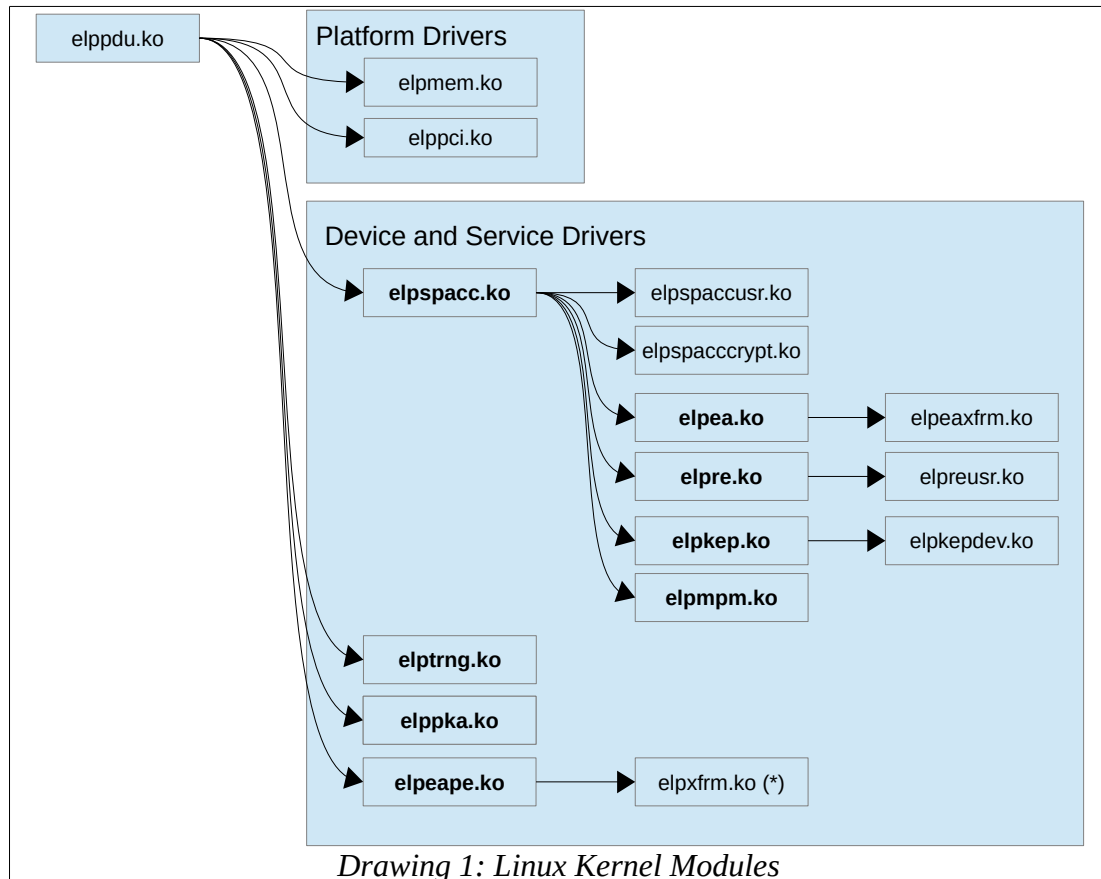 elppdu.ko
Platform Drivers
elpmem.ko
elppci.ko
Device and Service Drivers
elpspacc.ko
elpspaccusr.ko
elpspacccrypt.ko
elpea.ko
elpeaxfrm.ko
elpre.ko
elpreusr.ko
elpkep.ko
elpkepdev.ko
elpmpm.ko
elptrng.ko
elppka.ko
elpeape.ko
elpxfrm.ko (*)
Drawing 1: Linux Kernel Modules